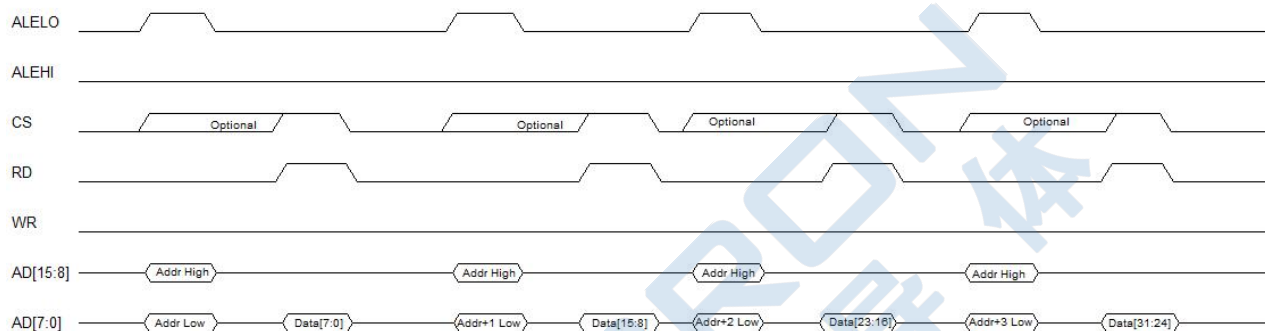 ALELO
ALEHI
CS Optional Optional Optional Optional
RD
WR
AD[15:8] Addr High Addr High Addr High Addr High
AD[7:0] Addr Low Data[7:0] Addr+1 Low Data[15:8] Addr+2 Low Data[23:16] Addr+3 Low Data[31:24]